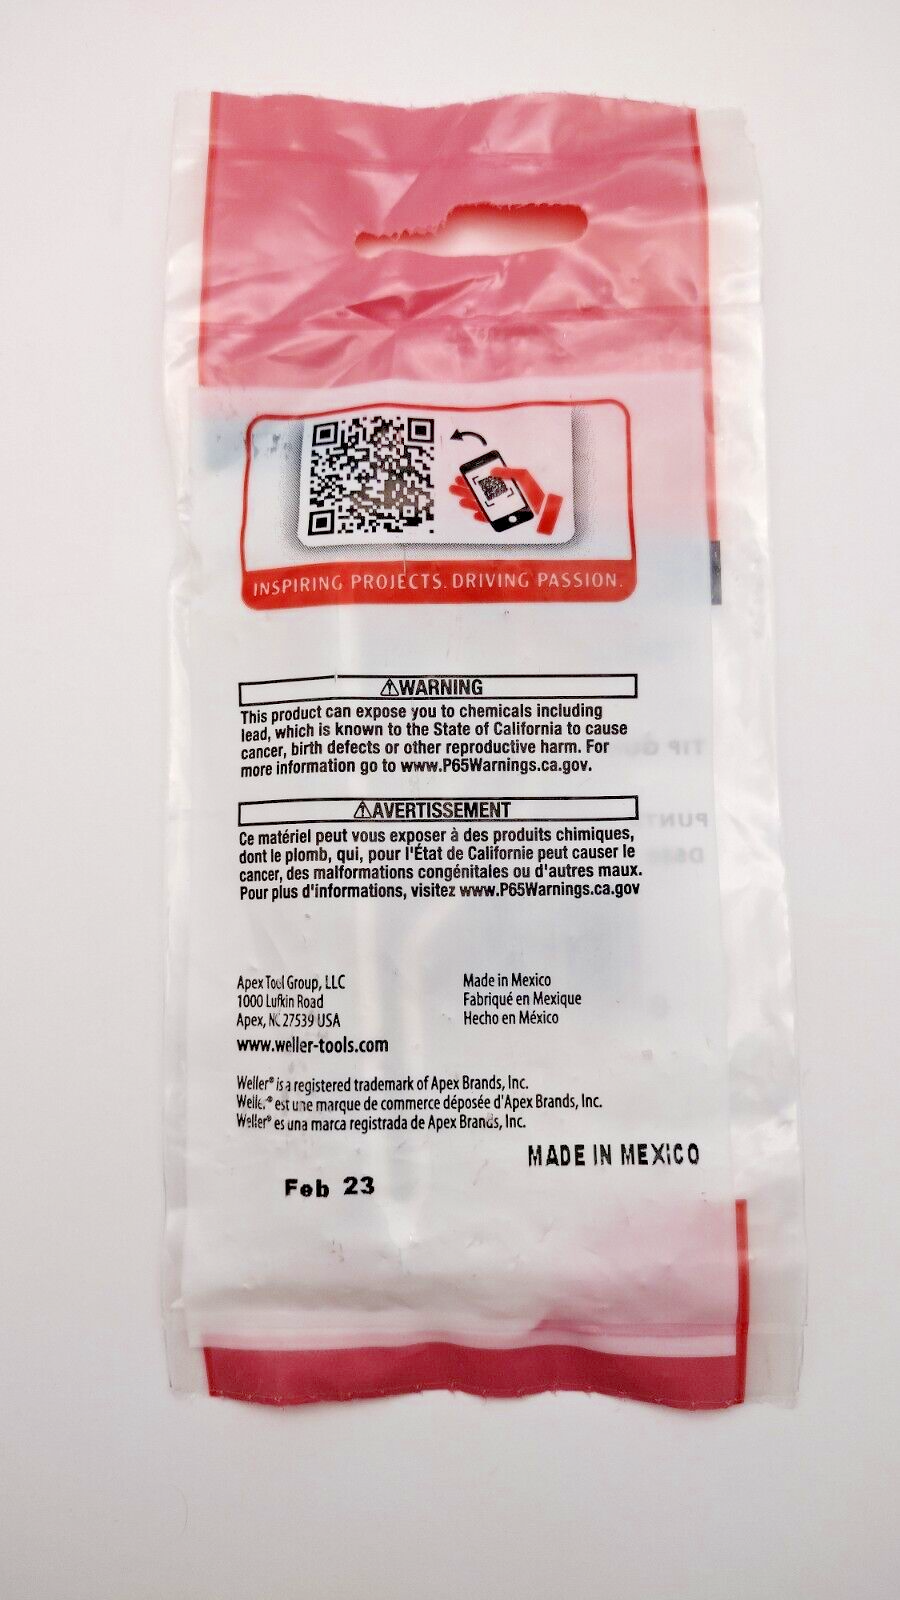 INSPIRING PROJECTS. DRIVING PASSION.
⚠WARNING
This product can expose you to chemicals including
lead, which is known to the State of California to cause
cancer, birth defects or other reproductive harm. For
more information go to www.P65Warnings.ca.gov.
⚠AVERTISSEMENT
Ce matériel peut vous exposer à des produits chimiques,
dont le plomb, qui, pour l'État de Californie peut causer le
cancer, des malformations congénitales ou d'autres maux.
Pour plus d'informations, visitez www.P65Warnings.ca.gov
Apex Tool Group, LLC
1000 Lufkin Road
Apex, NC 27539 USA
www.weller-tools.com
Made in Mexico
Fabriqué en Mexique
Hecho en México
Weller® is a registered trademark of Apex Brands, Inc.
Weller® est une marque de commerce déposée d'Apex Brands, Inc.
Weller® es una marca registrada de Apex Brands, Inc.
MADE IN MEXICO
Feb 23